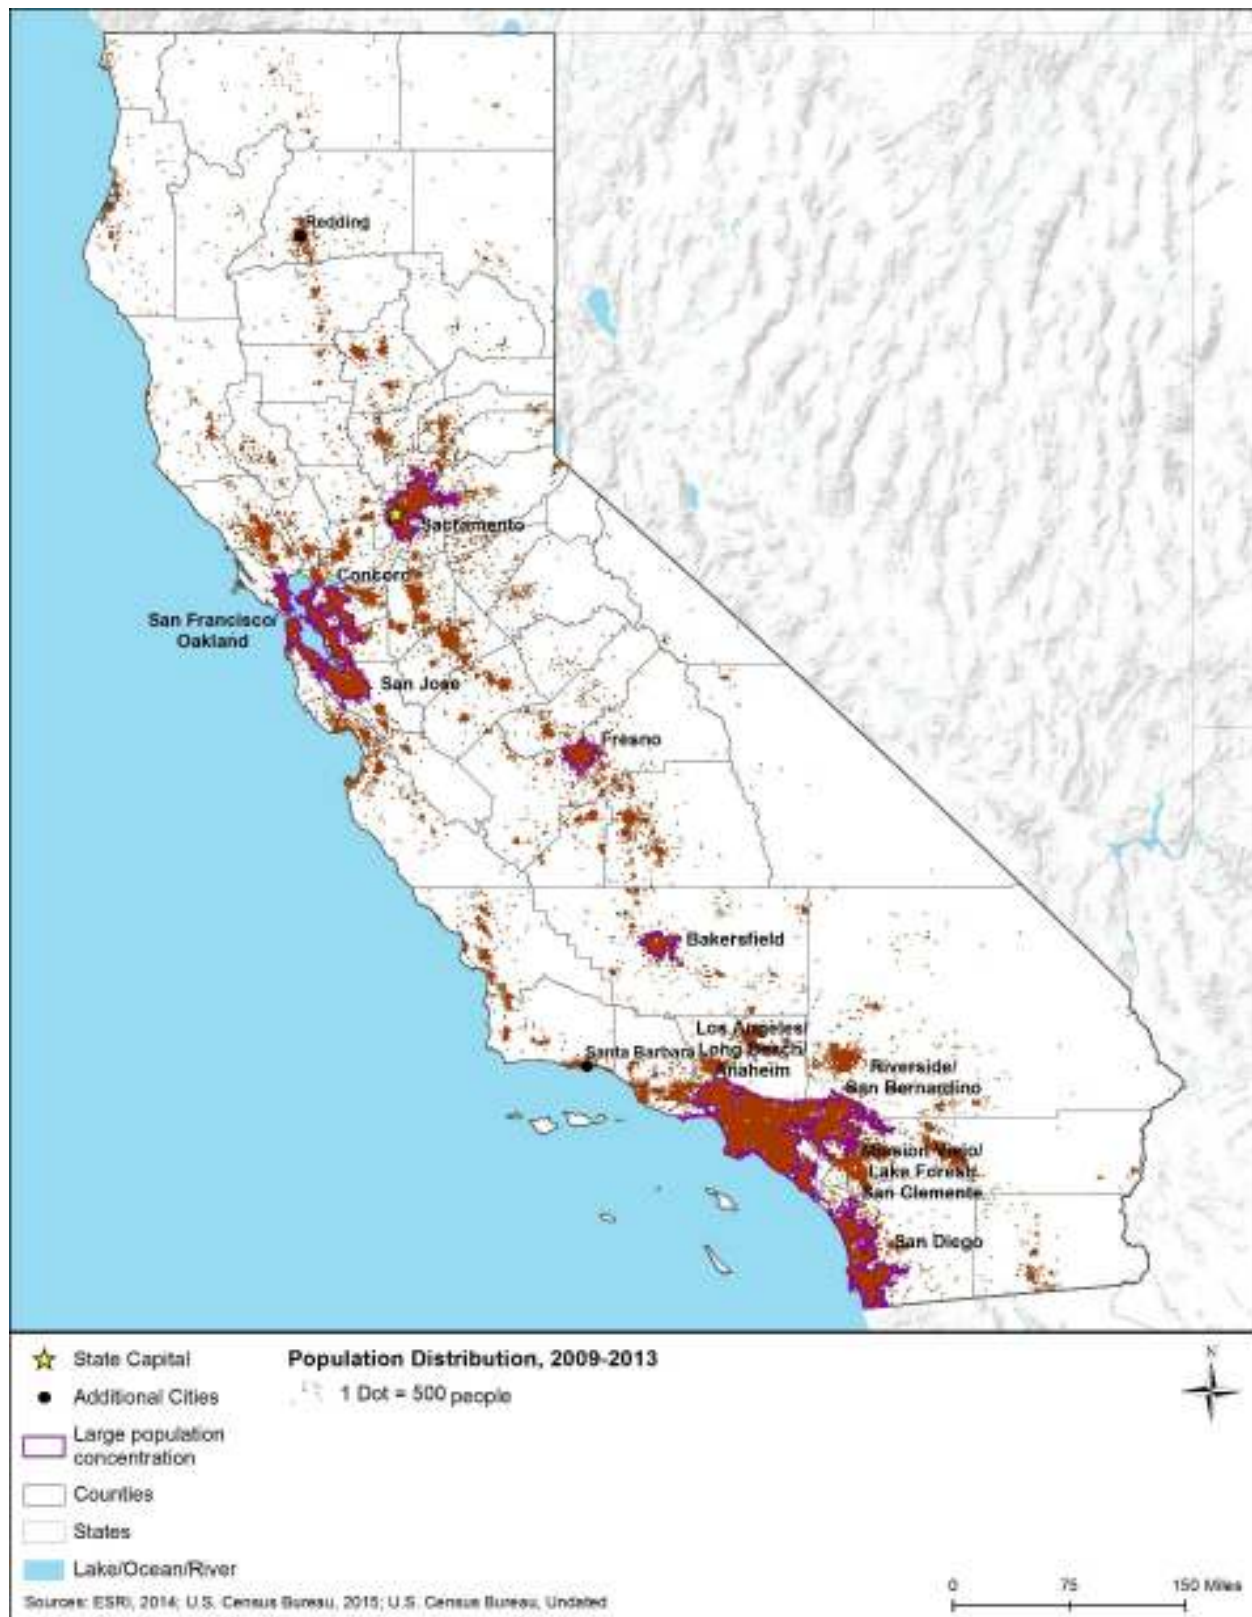 Redding
Sacramento
Concord
San Francisco/
Oakland
San Jose
Fresno
Bakersfield
Los Angeles/
Long Beach/
Anaheim
Santa Barbara
Riverside/
San Bernardino
Mission Viejo/
Lake Forest/
San Clemente
San Diego
State Capital
Additional Cities
Large population
concentration
Counties
States
Lake/Ocean/River
Population Distribution, 2009-2013
1 Dot = 500 people
N
0 75 150 Miles
Sources: ESRI, 2014; U.S. Census Bureau, 2015; U.S. Census Bureau, Undated